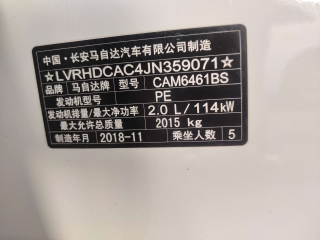 中国·长安马自达汽车有限公司制造
★LVRHDCAC4JN359071★
品牌 马自达牌 型号 CAM6461BS
发动机型号 PE
发动机排量/最大净功率 2.0 L/114kW
最大允许总质量 2015 kg
制造年月 2018-11 乘坐人数 5